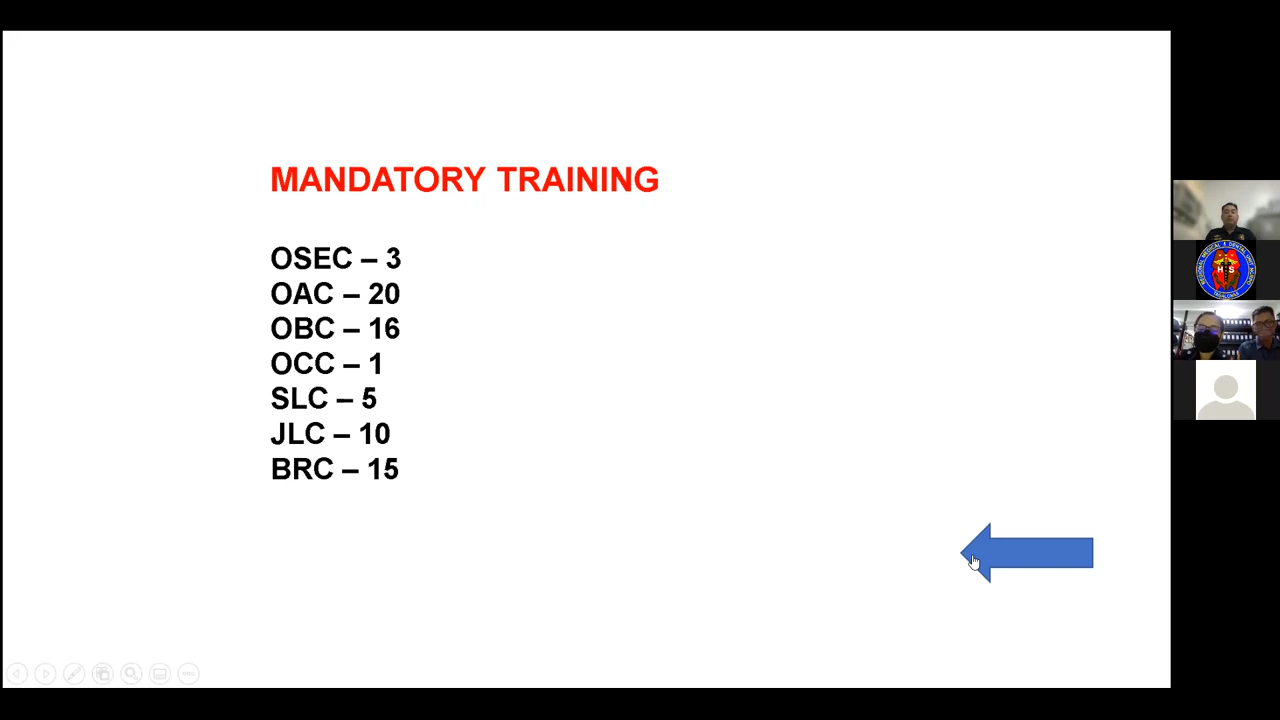 MANDATORY TRAINING
OSEC – 3
OAC – 20
OBC – 16
OCC – 1
SLC – 5
JLC – 10
BRC – 15